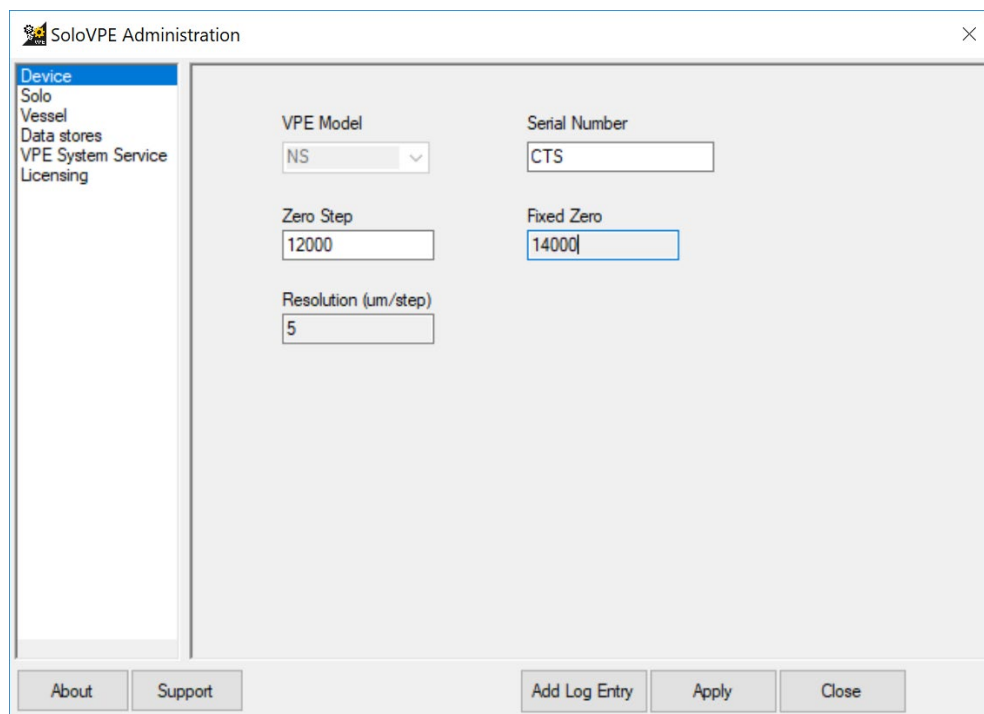 SoloVPE Administration
Device
Solo
Vessel
Data stores
VPE System Service
Licensing
VPE Model
NS
Serial Number
CTS
Zero Step
12000
Fixed Zero
14000
Resolution (um/step)
5
About
Support
Add Log Entry
Apply
Close